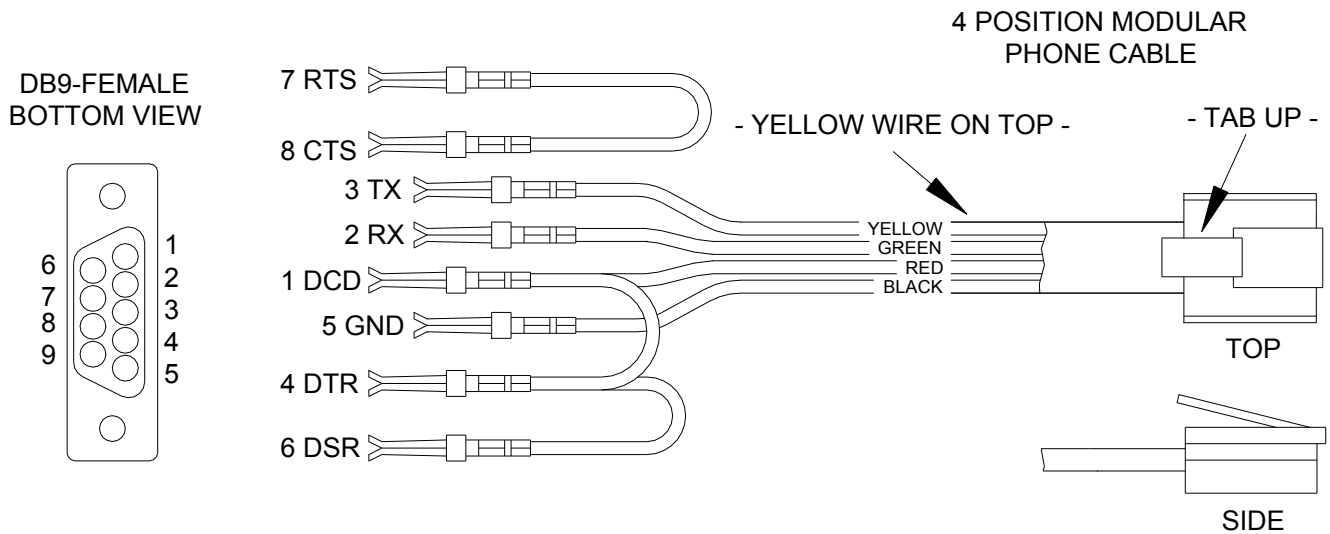 4 POSITION MODULAR
PHONE CABLE
DB9-FEMALE
BOTTOM VIEW
7 RTS
8 CTS
3 TX
2 RX
1 DCD
5 GND
4 DTR
6 DSR
- YELLOW WIRE ON TOP -
- TAB UP -
YELLOW
GREEN
RED
BLACK
1
2
3
4
5
6
7
8
9
TOP
SIDE